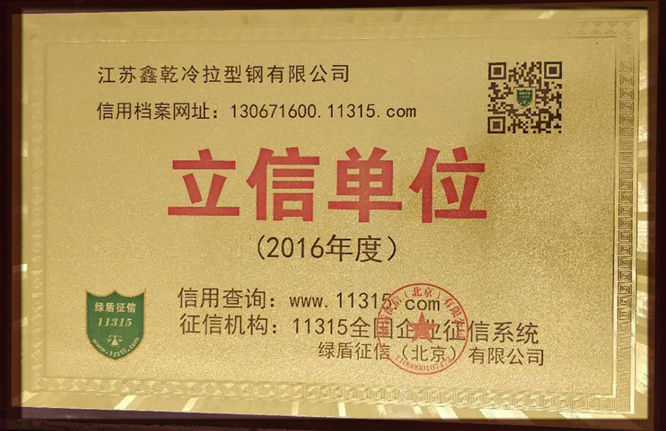 江苏鑫乾冷拉型钢有限公司
信用档案网址：130671600.11315.com
立信单位
(2016年度)
信用查询：www.11315.com
征信机构：11315全国企业征信系统
绿盾征信（北京）有限公司
绿盾征信
11315
www.11315.com